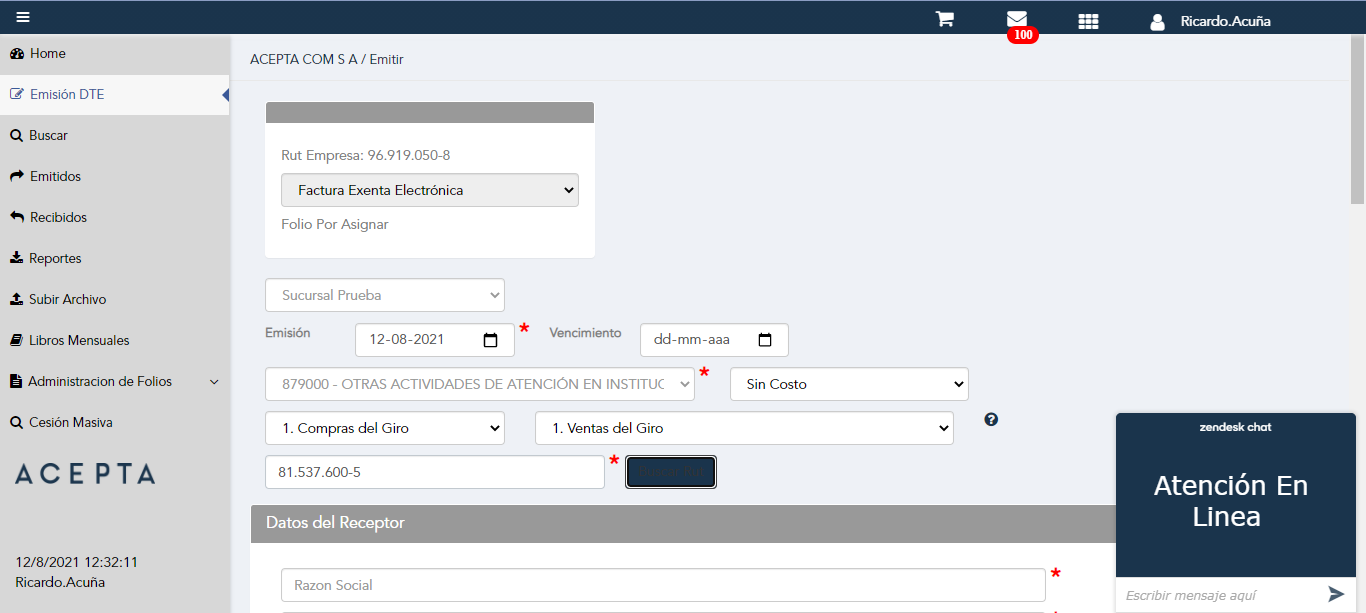 100
Ricardo.Acuña
Home
Emisión DTE
Buscar
Emitidos
Recibidos
Reportes
Subir Archivo
Libros Mensuales
Administracion de Folios
Cesión Masiva
ACEPTA
12/8/2021 12:32:11
Ricardo.Acuña
ACEPTA COM S A / Emitir
Rut Empresa: 96.919.050-8
Factura Exenta Electrónica
Folio Por Asignar
Sucursal Prueba
Emisión 12-08-2021 * Vencimiento dd-mm-aaa
879000 - OTRAS ACTIVIDADES DE ATENCIÓN EN INSTITUC * Sin Costo
1. Compras del Giro 1. Ventas del Giro ?
81.537.600-5 *
Datos del Receptor
Razon Social *
zendesk chat
Atención En
Linea
Escribir mensaje aquí